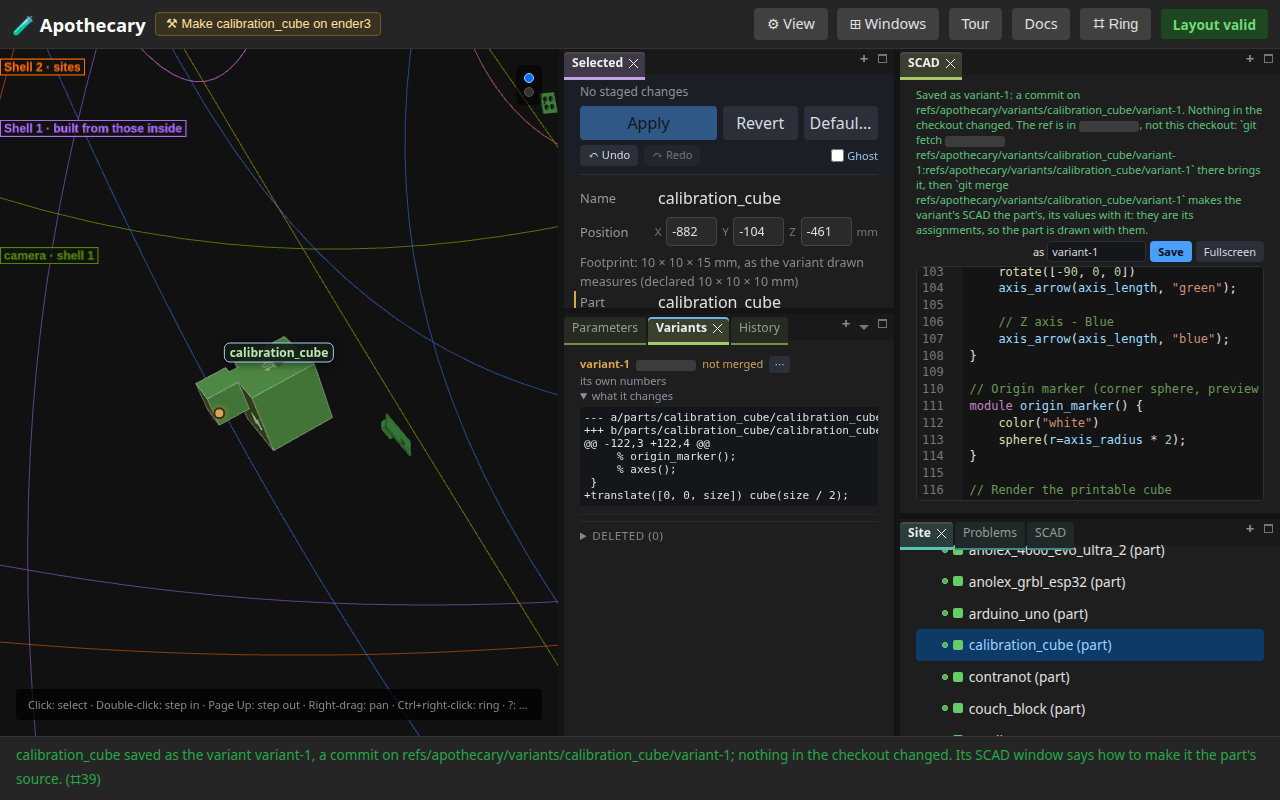 🧪 Apothecary
⚒ Make calibration_cube on ender3
⚙ View
⊞ Windows
Tour
Docs
⌗ Ring
Layout valid
Shell 2 · sites
Shell 1 · built from those inside
camera · shell 1
calibration_cube
Click: select · Double-click: step in · Page Up: step out · Right-drag: pan · Ctrl+right-click: ring · ?: ...
Selected
No staged changes
Apply
Revert
Defaul...
↶ Undo
↷ Redo
Ghost
Name calibration_cube
Position X -882 Y -104 Z -461 mm
Footprint: 10 × 10 × 15 mm, as the variant drawn
measures (declared 10 × 10 × 10 mm)
Part calibration cube
Parameters
Variants
History
variant-1 not merged ...
its own numbers
▼ what it changes
--- a/parts/calibration_cube/calibration_cube
+++ b/parts/calibration_cube/calibration_cube
@@ -122,3 +122,4 @@
% origin_marker();
% axes();
}
+translate([0, 0, size]) cube(size / 2);
▶ DELETED (0)
SCAD
Saved as variant-1: a commit on
refs/apothecary/variants/calibration_cube/variant-1. Nothing in the
checkout changed. The ref is in , not this checkout: `git
fetch
refs/apothecary/variants/calibration_cube/variant-
1:refs/apothecary/variants/calibration_cube/variant-1` there brings
it, then `git merge
refs/apothecary/variants/calibration_cube/variant-1` makes the
variant's SCAD the part's, its values with it: they are its
assignments, so the part is drawn with them.
as variant-1 Save Fullscreen
103 rotate([-90, 0, 0])
104 axis_arrow(axis_length, "green");
105
106 // Z axis - Blue
107 axis_arrow(axis_length, "blue");
108 }
109
110 // Origin marker (corner sphere, preview
111 module origin_marker() {
112 color("white")
113 sphere(r=axis_radius * 2);
114 }
115
116 // Render the printable cube
Site
Problems
SCAD
anolex_4060_evo_ultra_2 (part)
anolex_grbl_esp32 (part)
arduino_uno (part)
calibration_cube (part)
contranot (part)
couch_block (part)
calibration_cube saved as the variant variant-1, a commit on refs/apothecary/variants/calibration_cube/variant-1; nothing in the checkout changed. Its SCAD window says how to make it the part's
source. (⌗39)